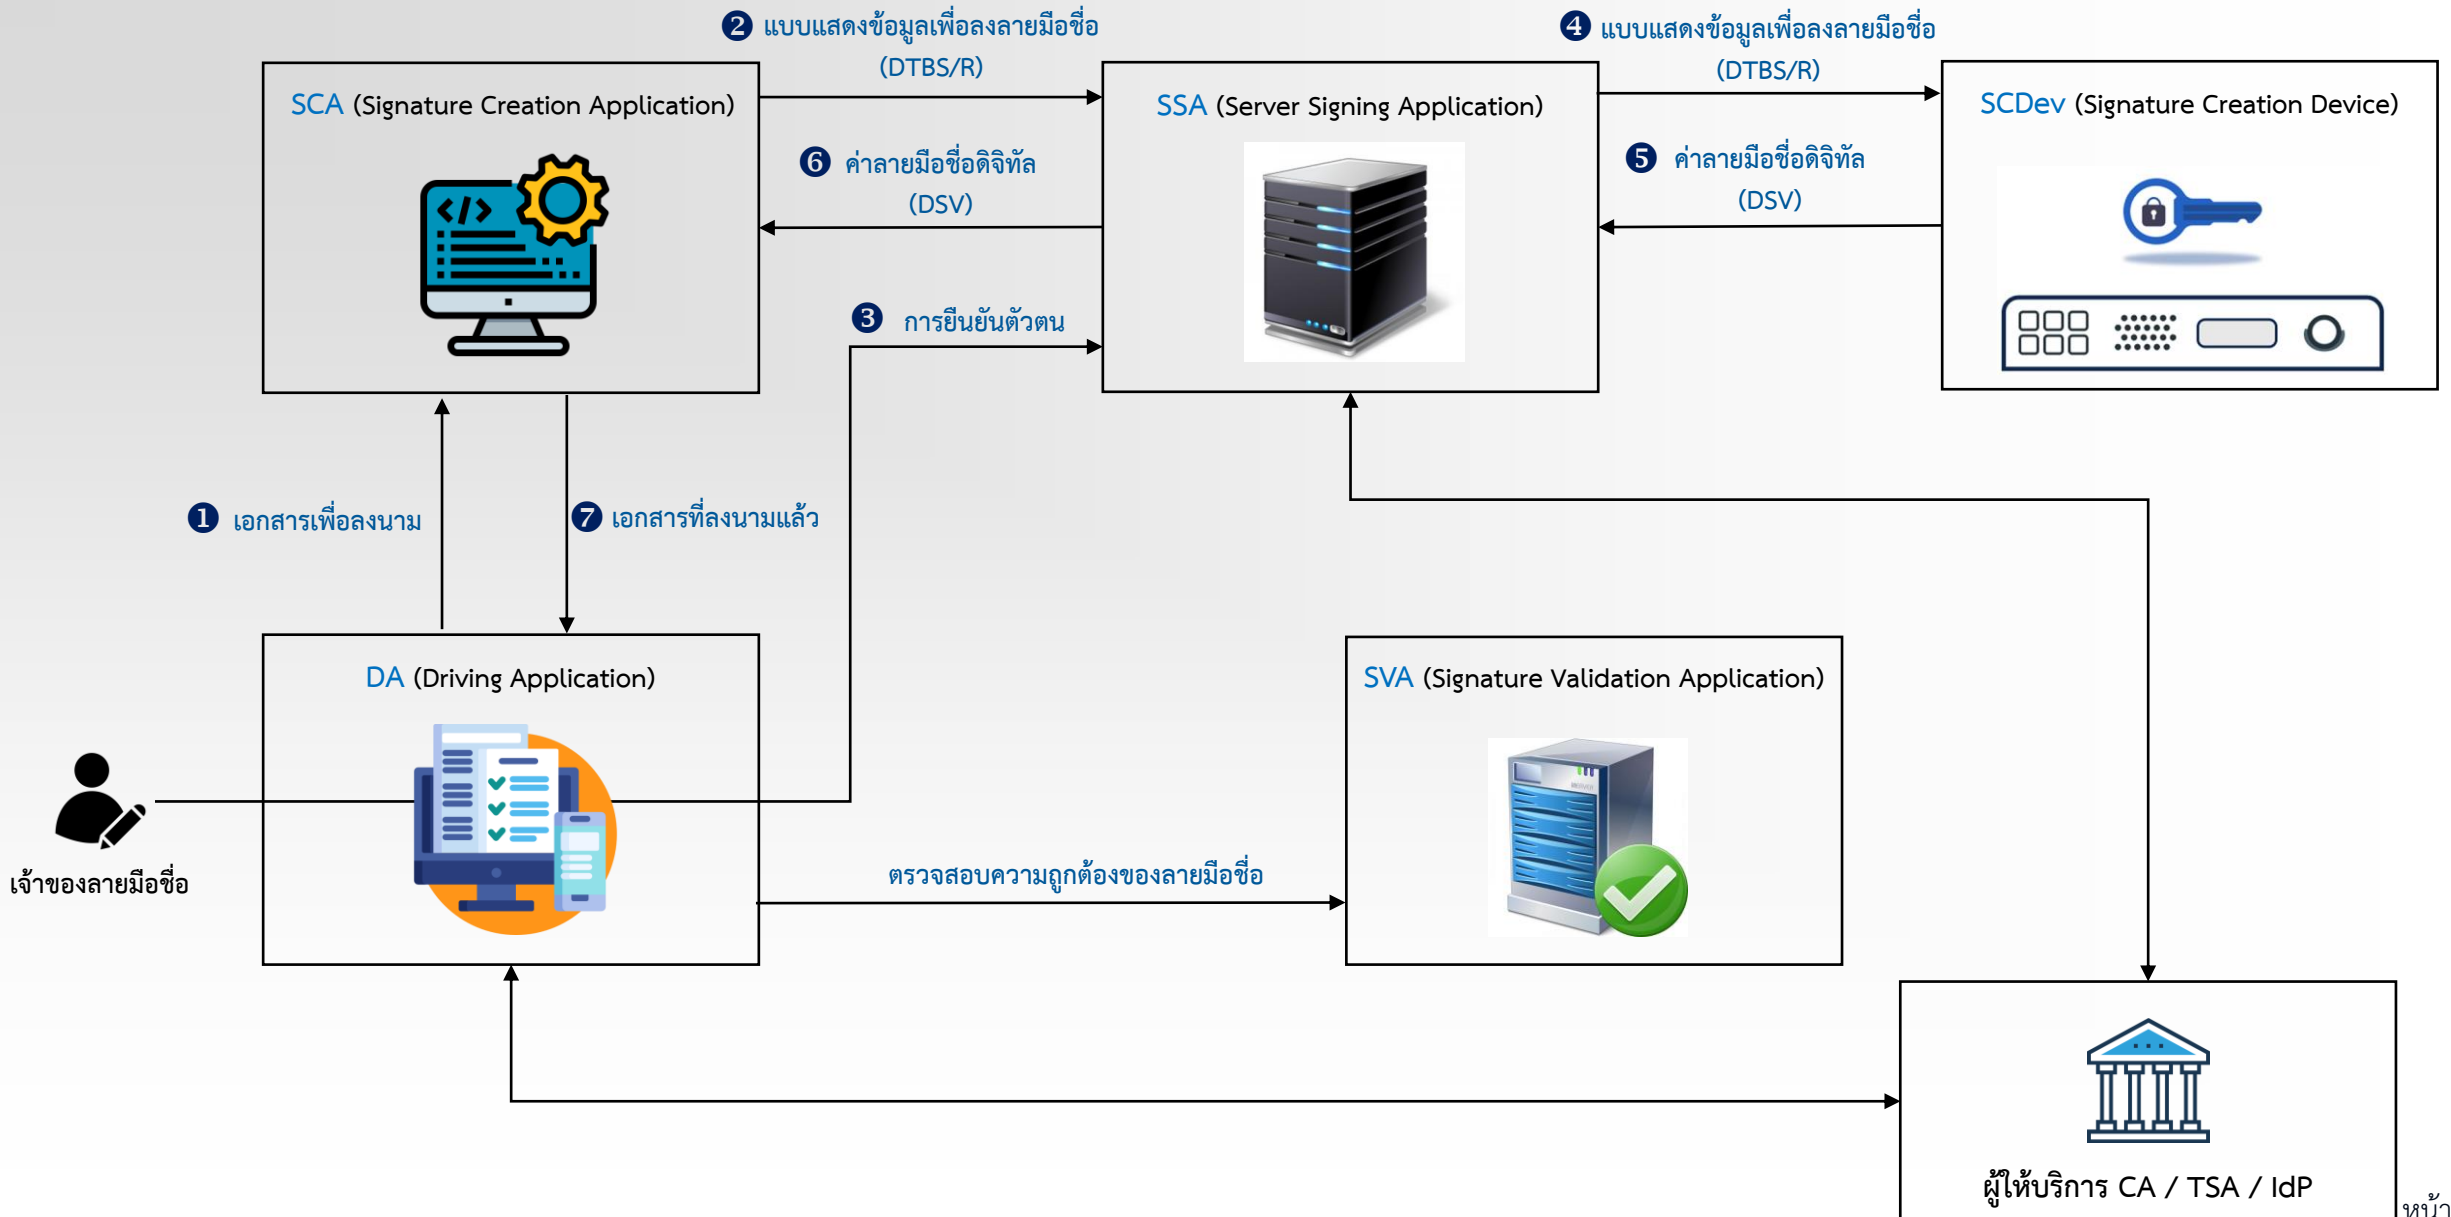 ❷ แบบแสดงข้อมูลเพื่อลงลายมือชื่อ
(DTBS/R)
❹ แบบแสดงข้อมูลเพื่อลงลายมือชื่อ
(DTBS/R)
SCA (Signature Creation Application)
SSA (Server Signing Application)
SCDev (Signature Creation Device)
❻ ค่าลายมือชื่อดิจิทัล
(DSV)
❺ ค่าลายมือชื่อดิจิทัล
(DSV)
</>
❸ การยืนยันตัวตน
❶ เอกสารเพื่อลงนาม
❼ เอกสารที่ลงนามแล้ว
DA (Driving Application)
SVA (Signature Validation Application)
เจ้าของลายมือชื่อ
ตรวจสอบความถูกต้องของลายมือชื่อ
ผู้ให้บริการ CA / TSA / IdP
หน้า